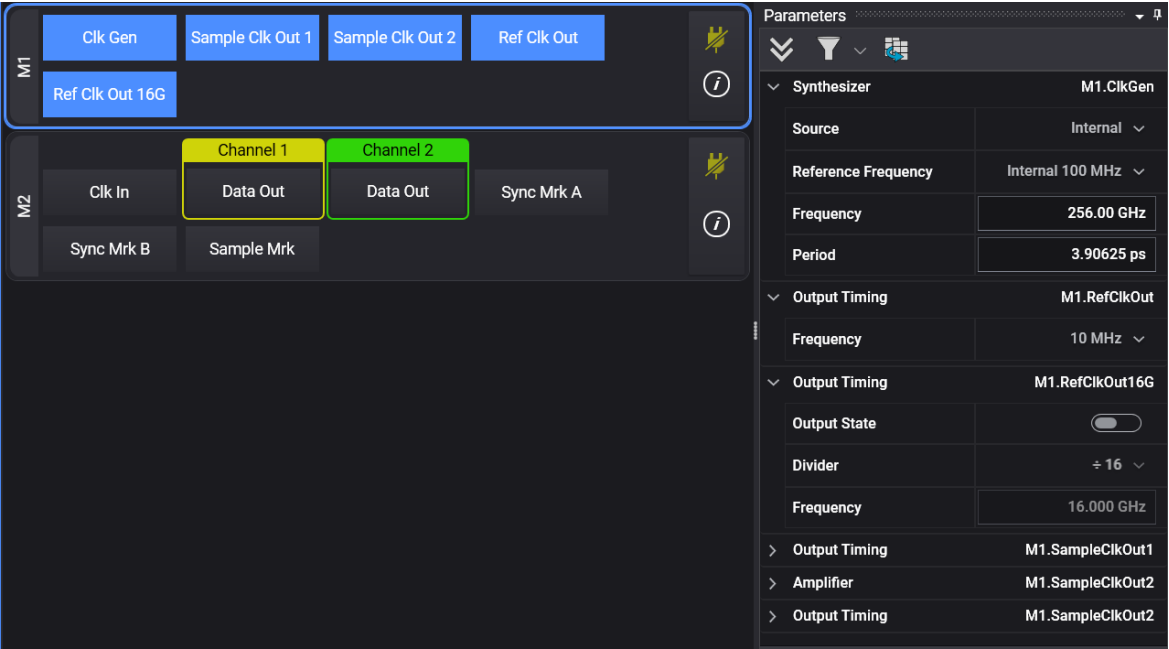 M1
Clk Gen
Sample Clk Out 1
Sample Clk Out 2
Ref Clk Out
Ref Clk Out 16G
i
M2
Channel 1
Channel 2
Clk In
Data Out
Data Out
Sync Mrk A
Sync Mrk B
Sample Mrk
i
Parameters
Synthesizer M1.ClkGen
Source Internal
Reference Frequency Internal 100 MHz
Frequency 256.00 GHz
Period 3.90625 ps
Output Timing M1.RefClkOut
Frequency 10 MHz
Output Timing M1.RefClkOut16G
Output State
Divider ÷ 16
Frequency 16.000 GHz
Output Timing M1.SampleClkOut1
Amplifier M1.SampleClkOut2
Output Timing M1.SampleClkOut2